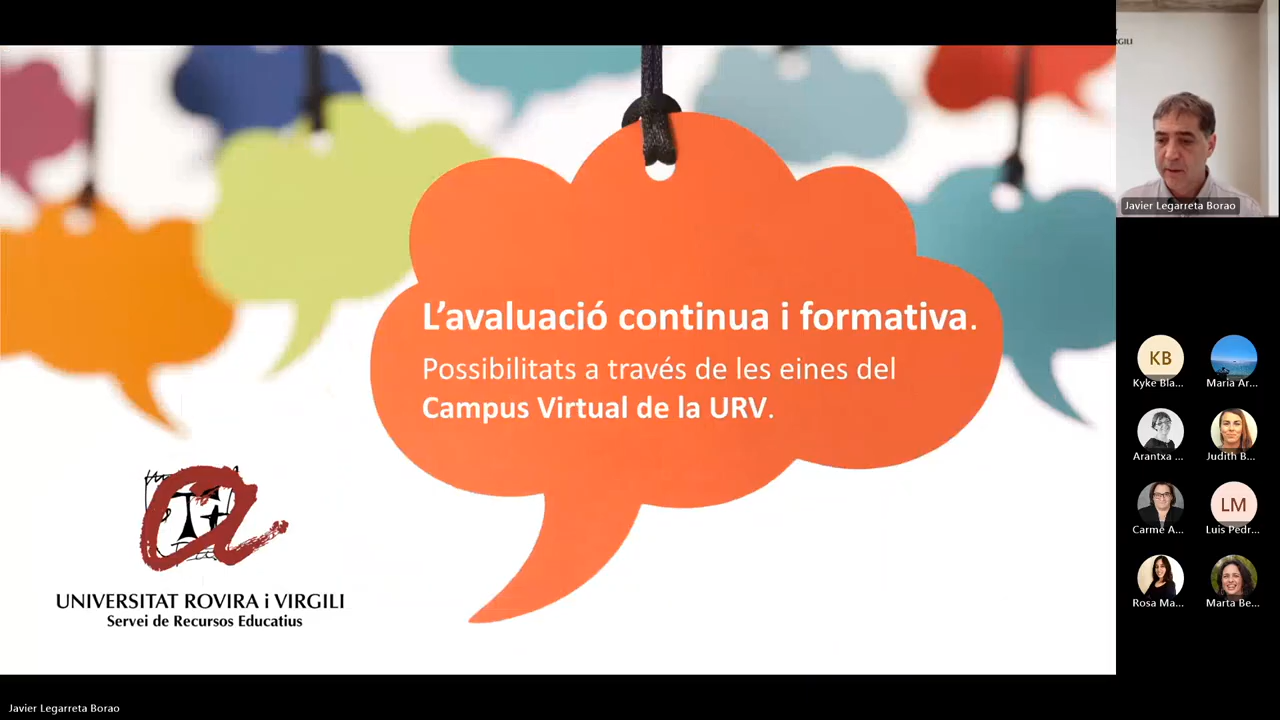 L'avaluació continua i formativa.
Possibilitats a través de les eines del
Campus Virtual de la URV.
UNIVERSITAT ROVIRA i VIRGILI
Servei de Recursos Educatius
Javier Legarreta Borao
KB
Kyke Bla...
Maria Ar...
Arantxa ...
Judith B...
Carme A...
LM
Luis Pedr...
Rosa Ma...
Marta Be...
Javier Legarreta Borao